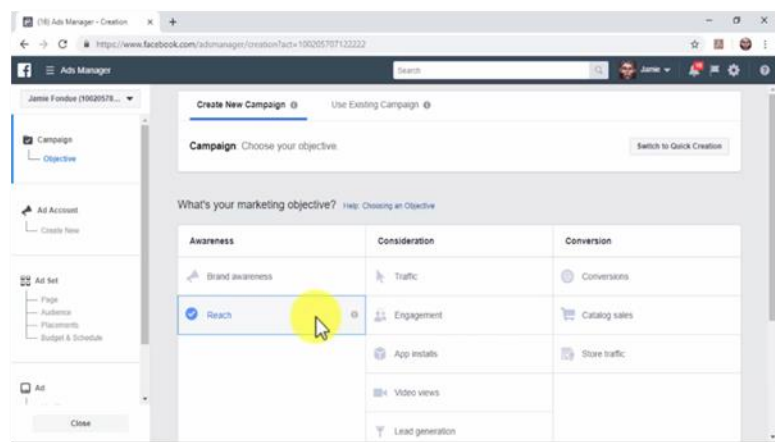 (18) Ads Manager - Creation
https://www.facebook.com/adsmanager/creation?act=100205707122222
Ads Manager
Search
Jamie
Jamie Fondue (10020578...
Create New Campaign
Use Existing Campaign
Campaign
Objective
Campaign Choose your objective.
Switch to Quick Creation
Ad Account
Create New
What's your marketing objective? Help: Choosing an Objective
Awareness
Consideration
Conversion
Ad Set
Page
Audience
Placements
Budget & Schedule
Brand awareness
Traffic
Conversions
Reach
Engagement
Catalog sales
App installs
Store traffic
Ad
Video views
Close
Lead generation